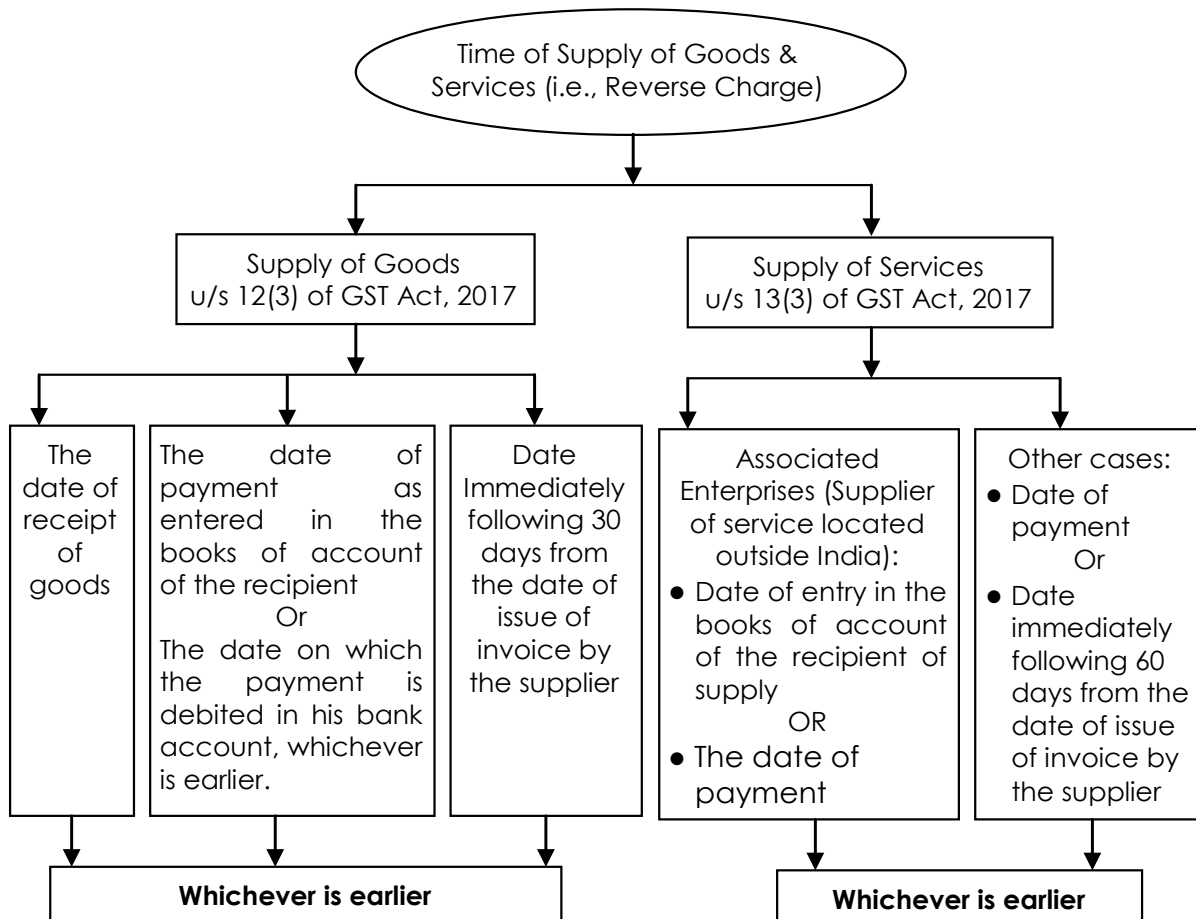 Time of Supply of Goods &
Services (i.e., Reverse Charge)
Supply of Goods
u/s 12(3) of GST Act, 2017
Supply of Services
u/s 13(3) of GST Act, 2017
The
date of
receipt
of
goods
The date of
payment as
entered in the
books of account
of the recipient
Or
The date on which
the payment is
debited in his bank
account, whichever
is earlier.
Date
Immediately
following 30
days from
the date of
issue of
invoice by
the supplier
Associated
Enterprises (Supplier
of service located
outside India):
● Date of entry in the
books of account
of the recipient of
supply
OR
● The date of
payment
Other cases:
● Date of
payment
Or
● Date
immediately
following 60
days from the
date of issue
of invoice by
the supplier
Whichever is earlier
Whichever is earlier